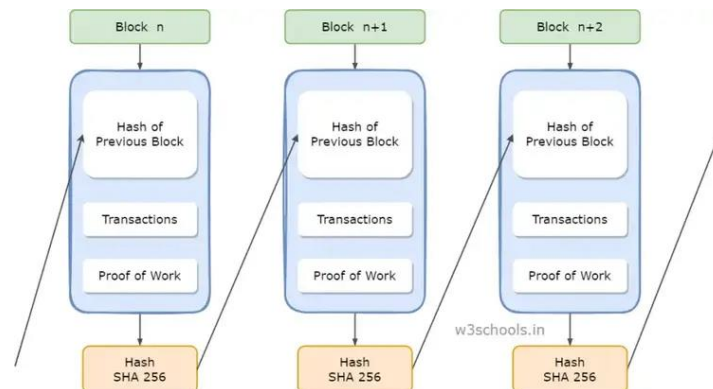 Block n
Block n+1
Block n+2
Hash of
Previous Block
Hash of
Previous Block
Hash of
Previous Block
Transactions
Transactions
Transactions
Proof of Work
Proof of Work
Proof of Work
w3schools.in
Hash
SHA 256
Hash
SHA 256
Hash
SHA 256